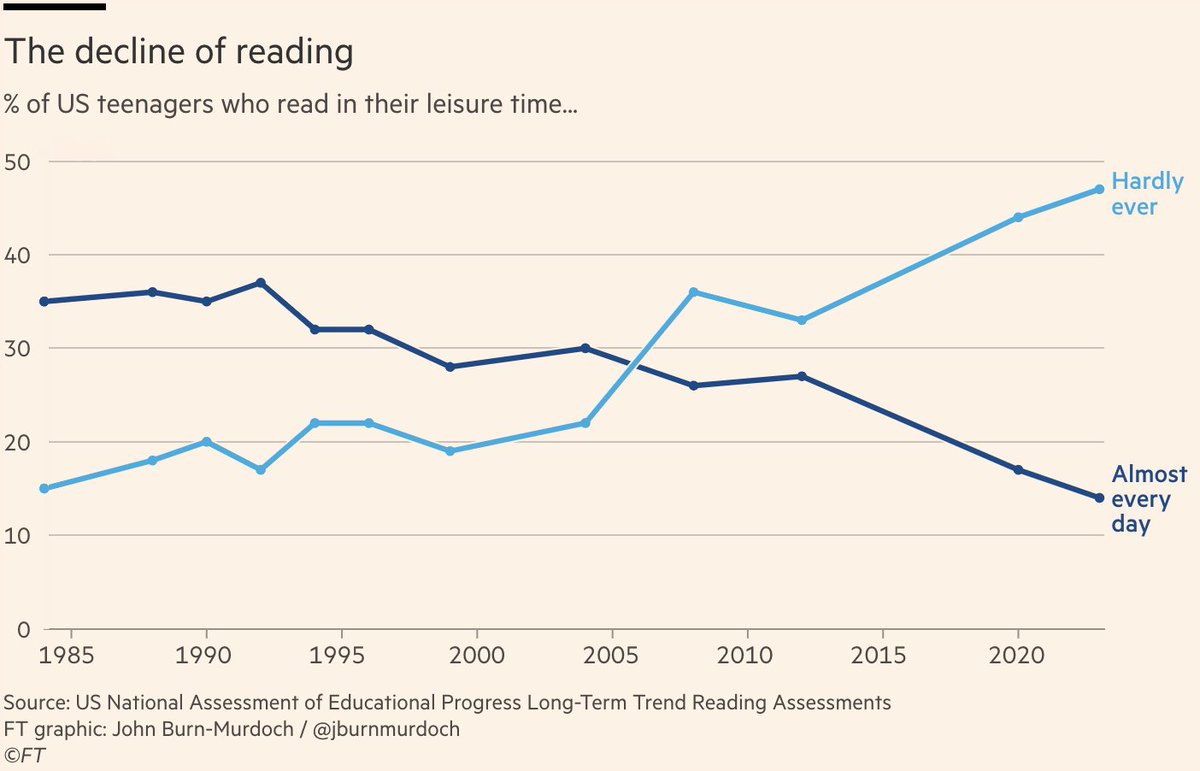 The decline of reading
% of US teenagers who read in their leisure time...
50
Hardly
ever
40
30
20
Almost
every
day
10
0
1985 1990 1995 2000 2005 2010 2015 2020
Source: US National Assessment of Educational Progress Long-Term Trend Reading Assessments
FT graphic: John Burn-Murdoch / @jburnmurdoch
©FT